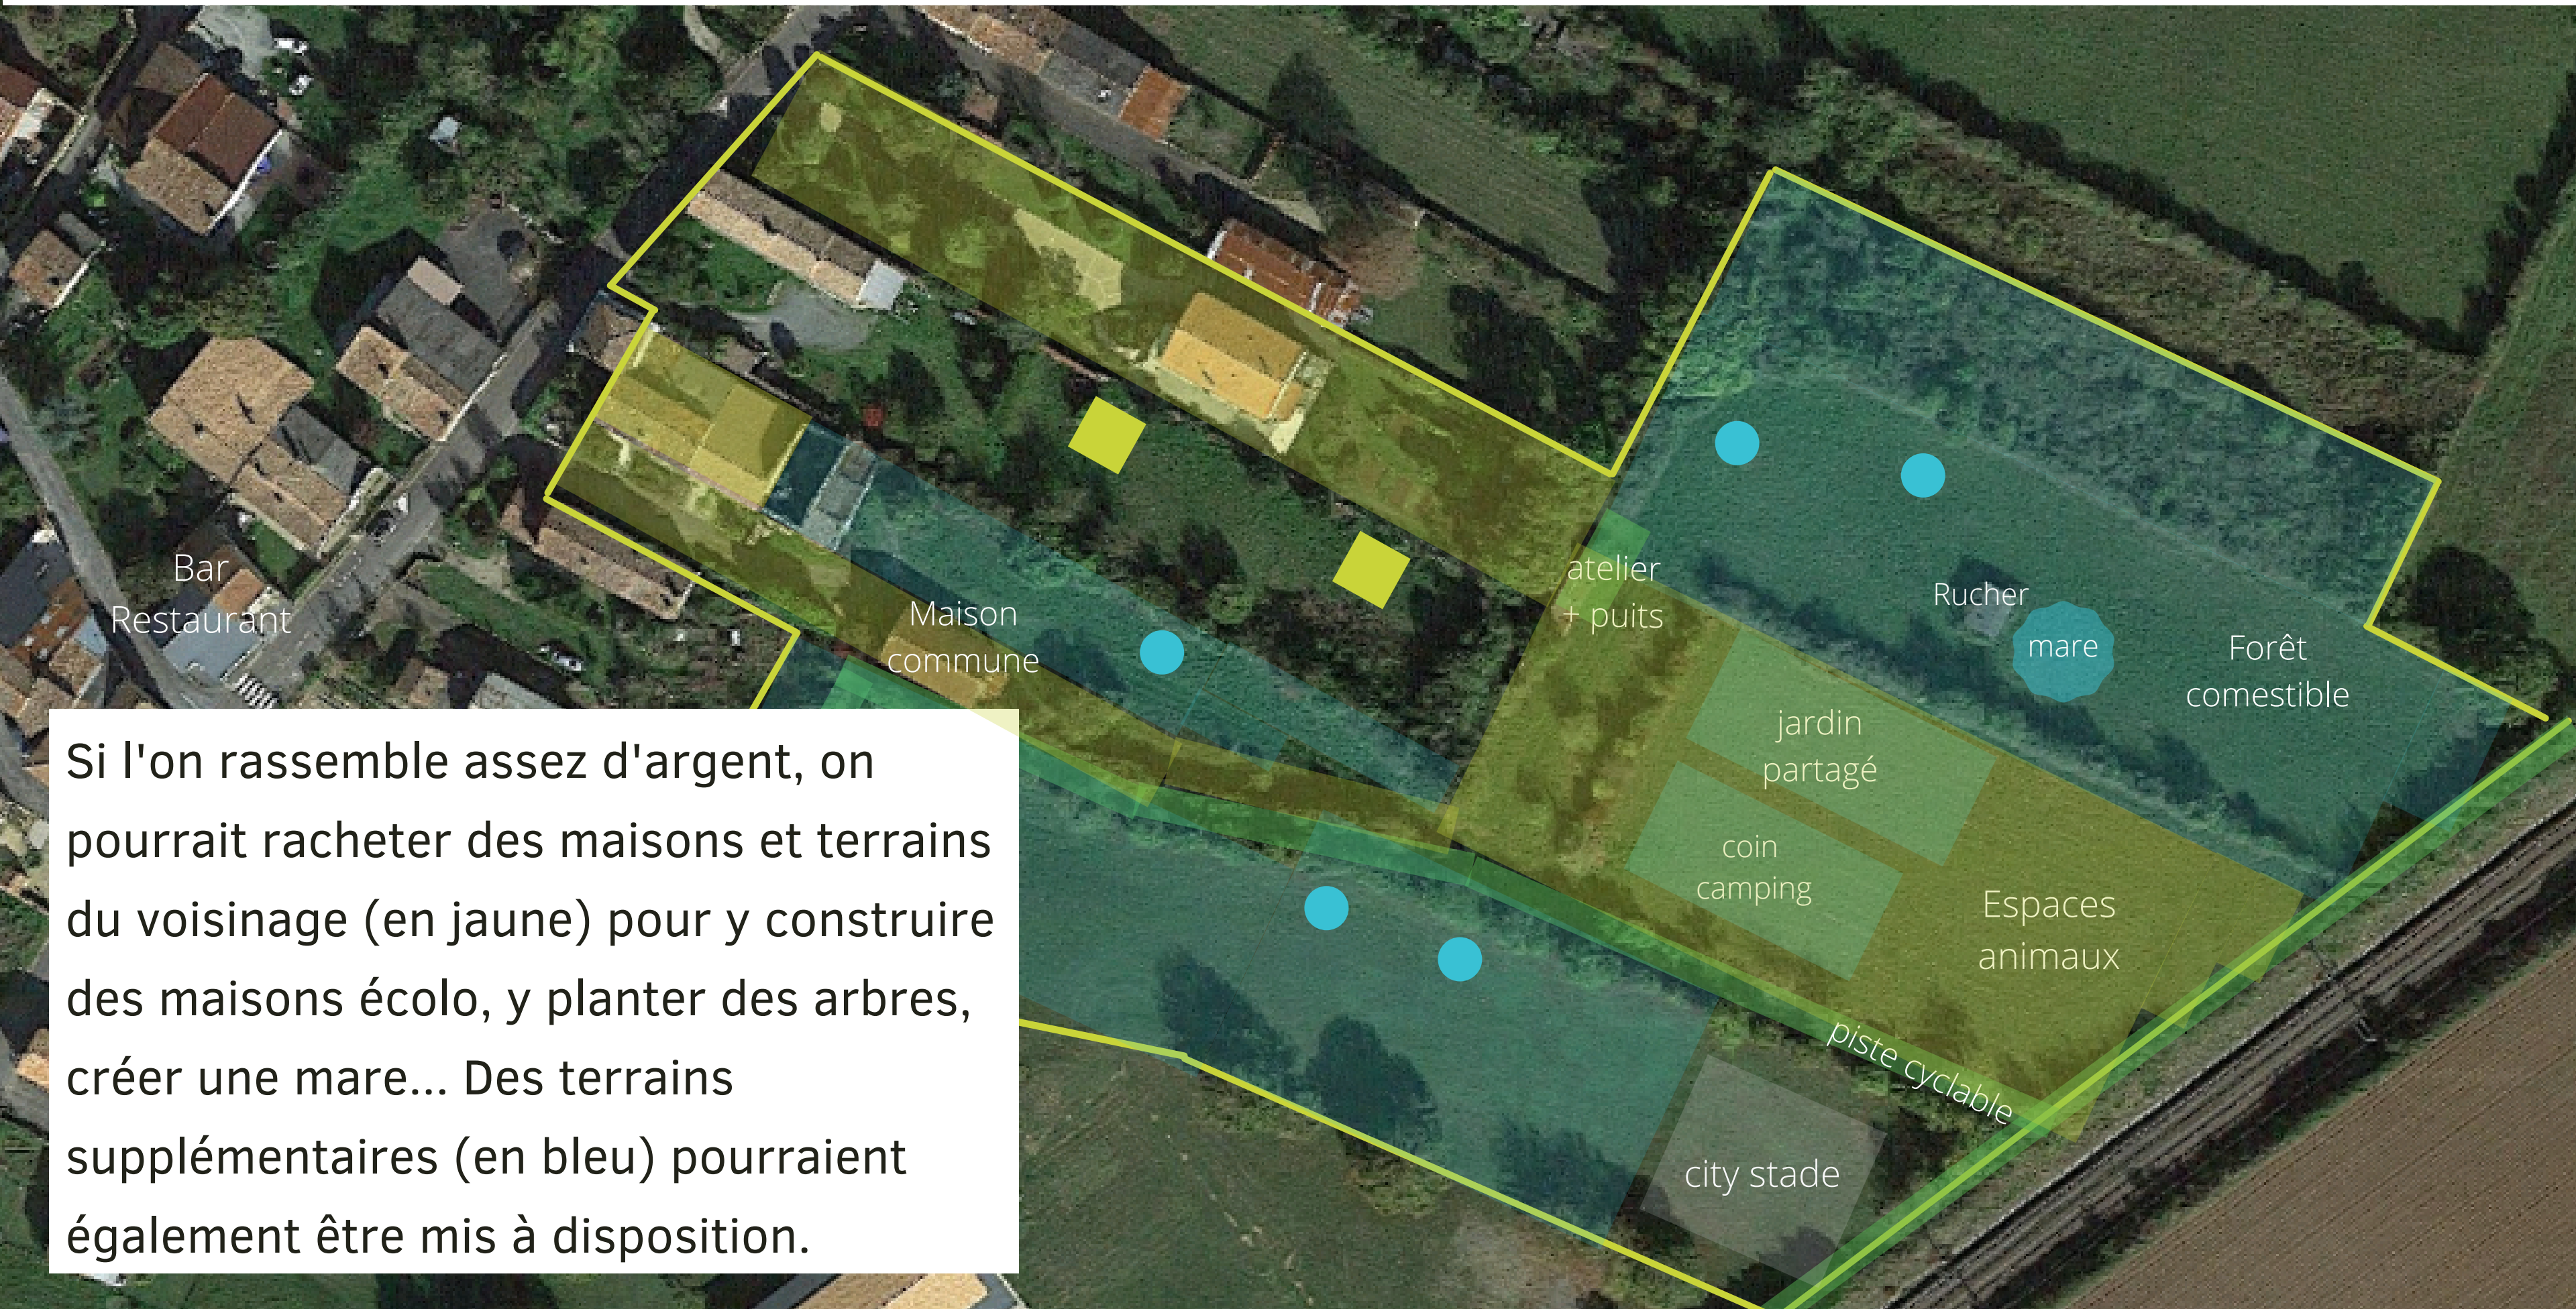 Bar
Restaurant
Maison
commune
atelier
+ puits
Rucher
mare
Forêt
comestible
jardin
partagé
coin
camping
Espaces
animaux
piste cyclable
city stade
Si l'on rassemble assez d'argent, on
pourrait racheter des maisons et terrains
du voisinage (en jaune) pour y construire
des maisons écolo, y planter des arbres,
créer une mare... Des terrains
supplémentaires (en bleu) pourraient
également être mis à disposition.